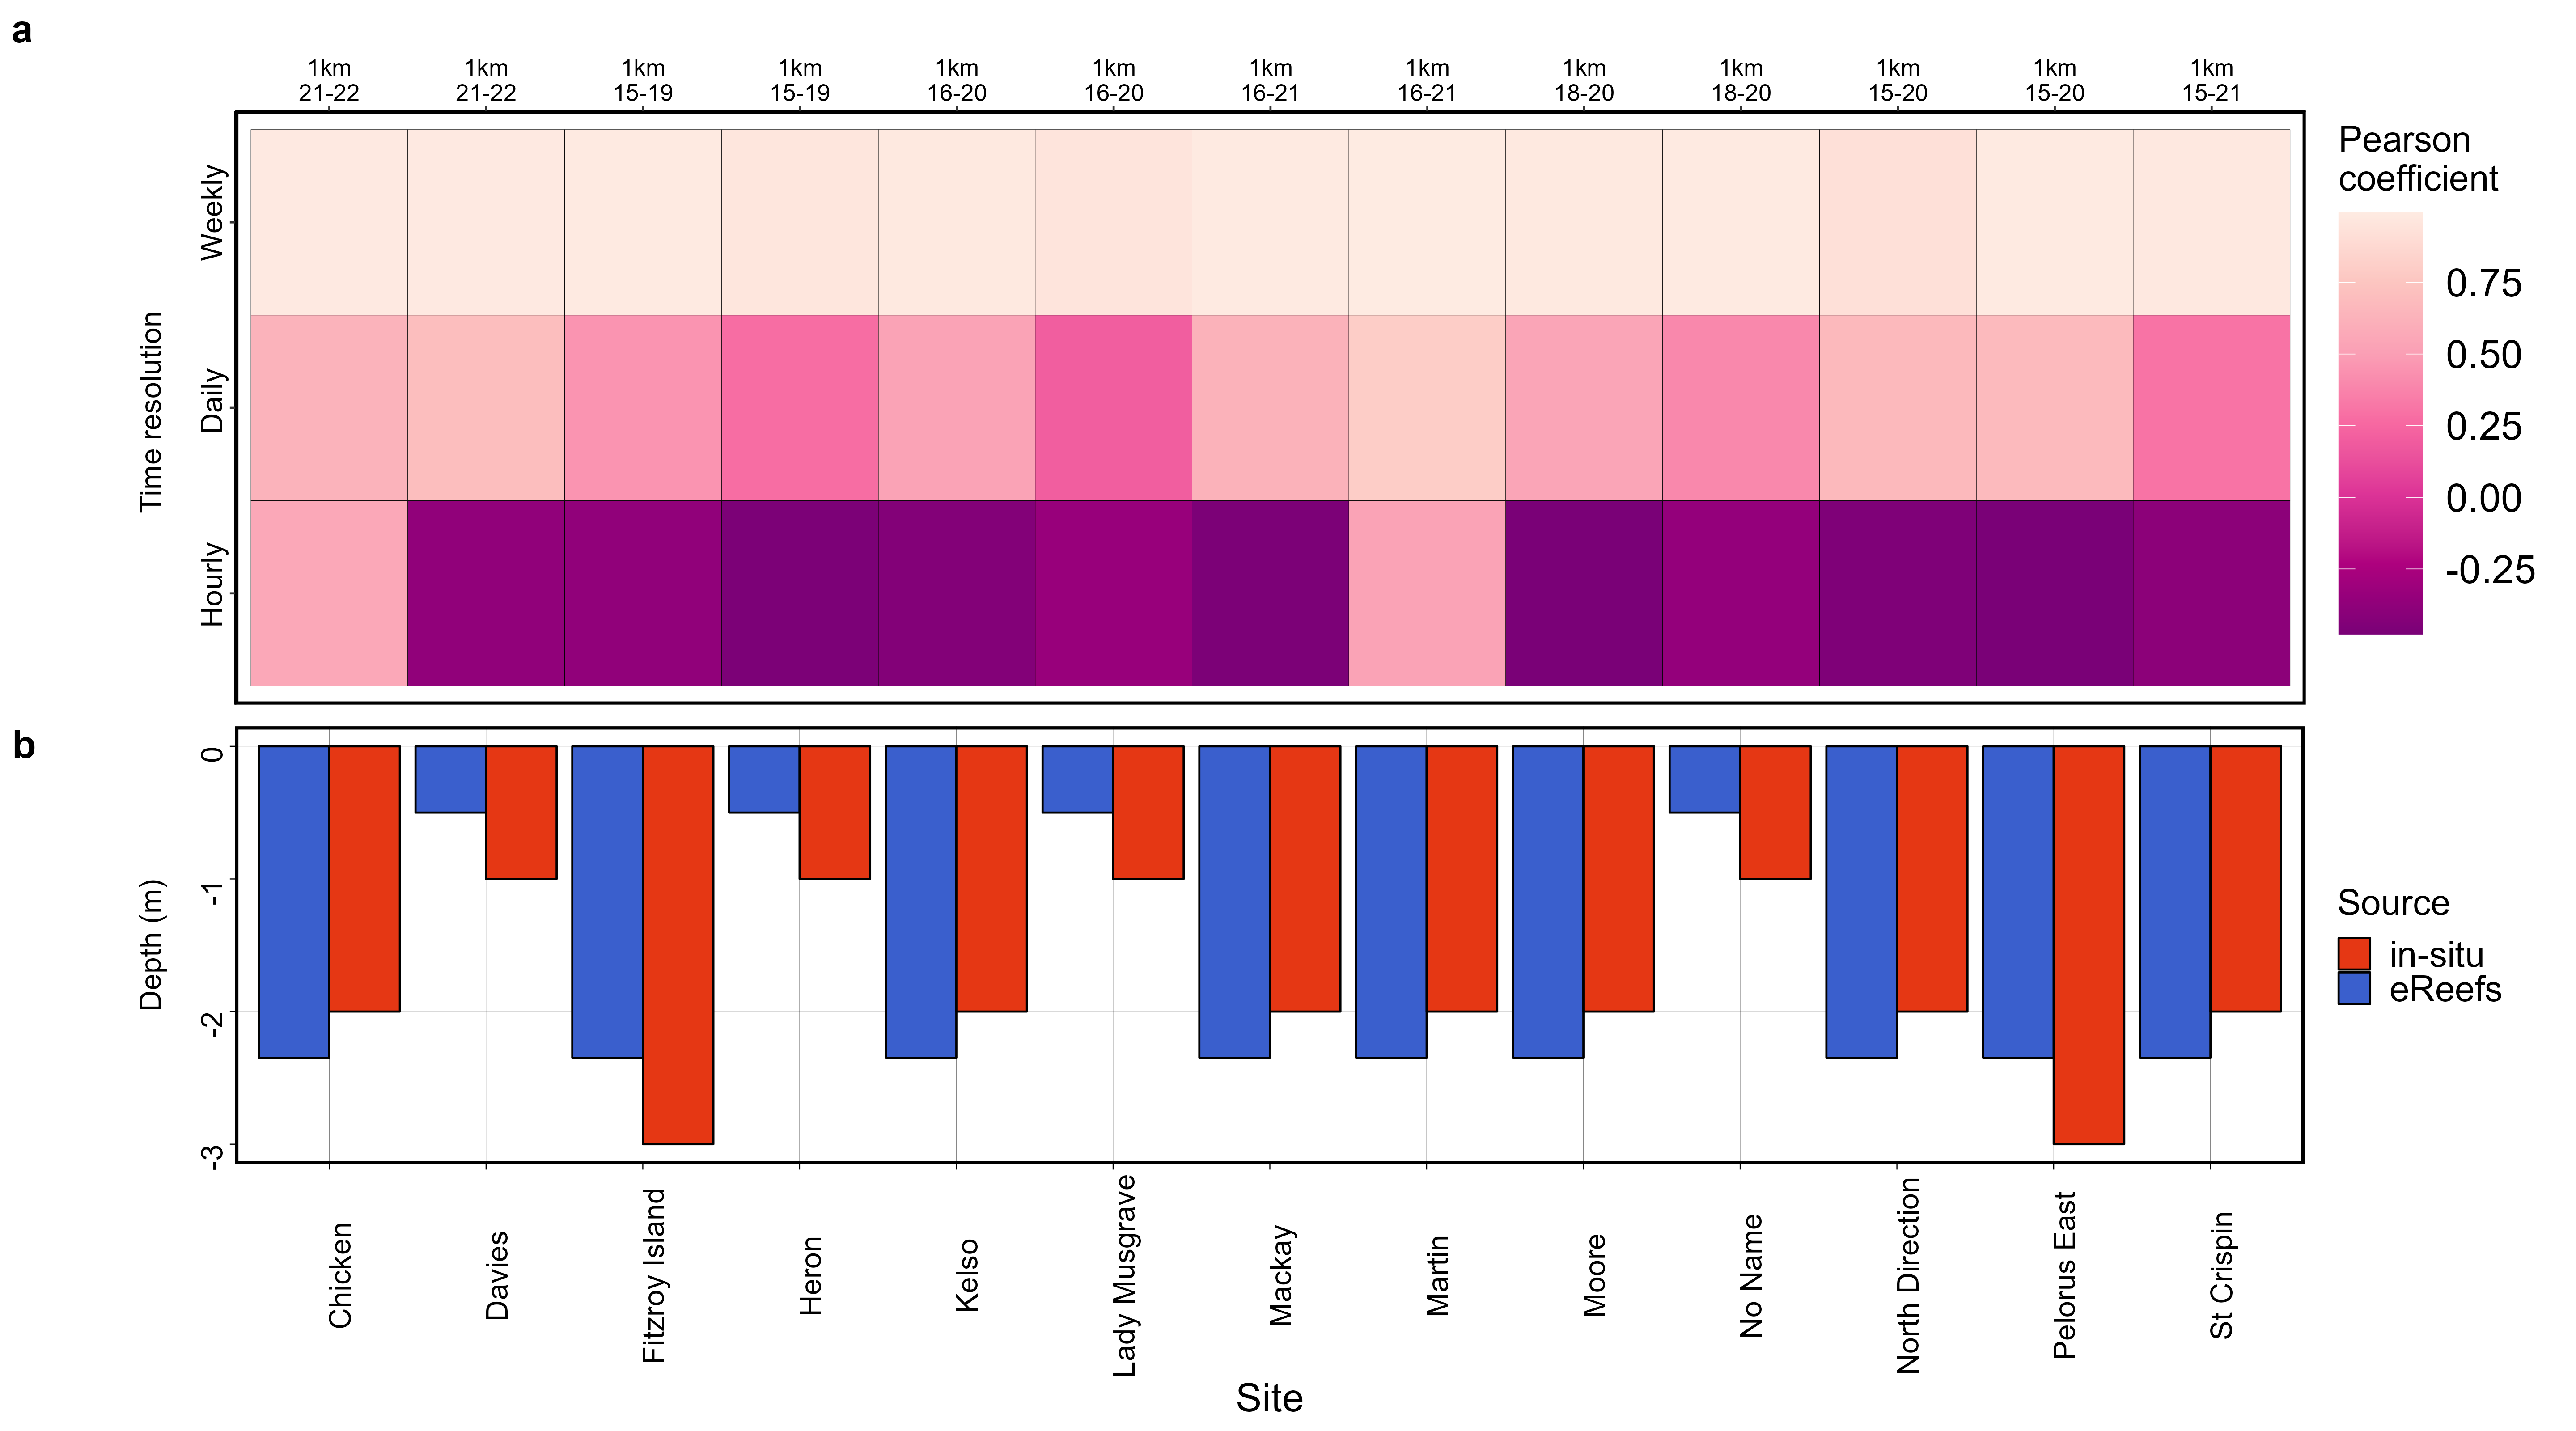 a
1km 1km 1km 1km 1km 1km 1km 1km 1km 1km 1km 1km 1km
21-22 21-22 15-19 15-19 16-20 16-20 16-21 16-21 18-20 18-20 15-20 15-20 15-21
Time resolution
Weekly
Daily
Hourly
Pearson
coefficient
0.75
0.50
0.25
0.00
-0.25
b
Depth (m)
0
-1
-2
-3
Source
in-situ
eReefs
Chicken
Davies
Fitzroy Island
Heron
Kelso
Lady Musgrave
Mackay
Martin
Moore
No Name
North Direction
Pelorus East
St Crispin
Site